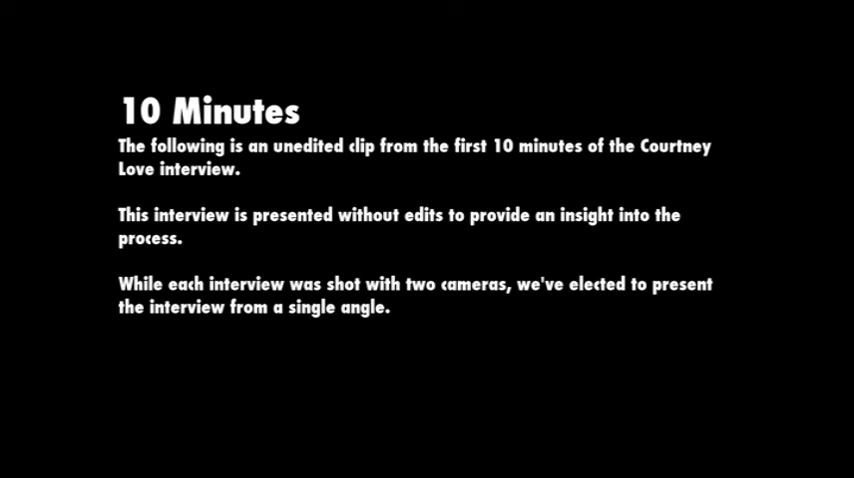 10 Minutes
The following is an unedited clip from the first 10 minutes of the Courtney
Love interview.
This interview is presented without edits to provide an insight into the
process.
While each interview was shot with two cameras, we've elected to present
the interview from a single angle.